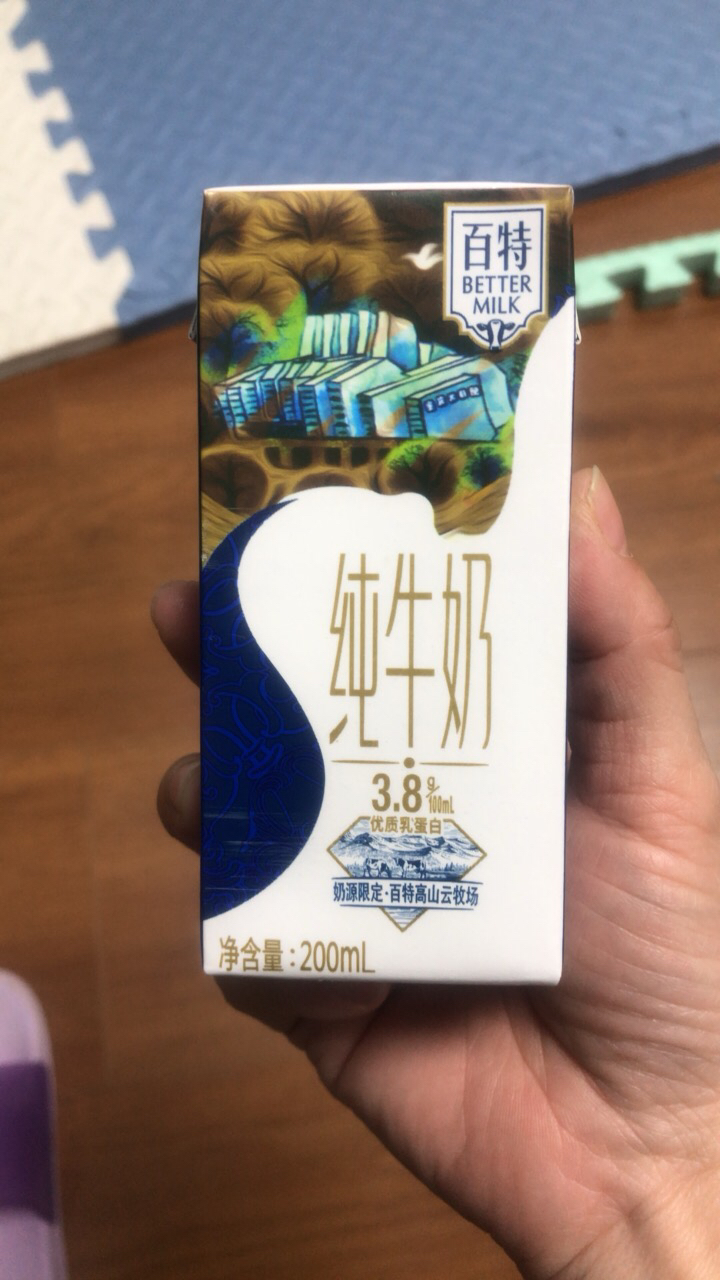 百特
BETTER
MILK
纯牛奶
3.8g/100mL
优质乳蛋白
奶源限定·百特高山云牧场
净含量：200mL